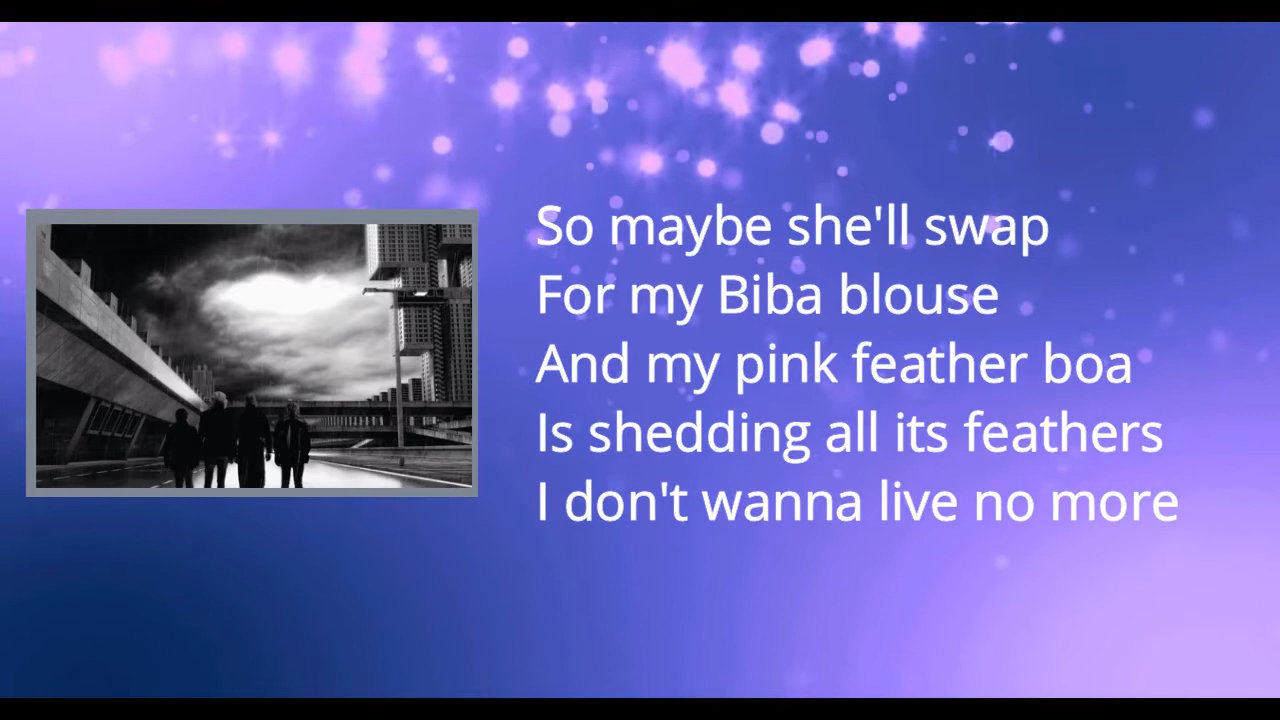 So maybe she'll swap
For my Biba blouse
And my pink feather boa
Is shedding all its feathers
I don't wanna live no more